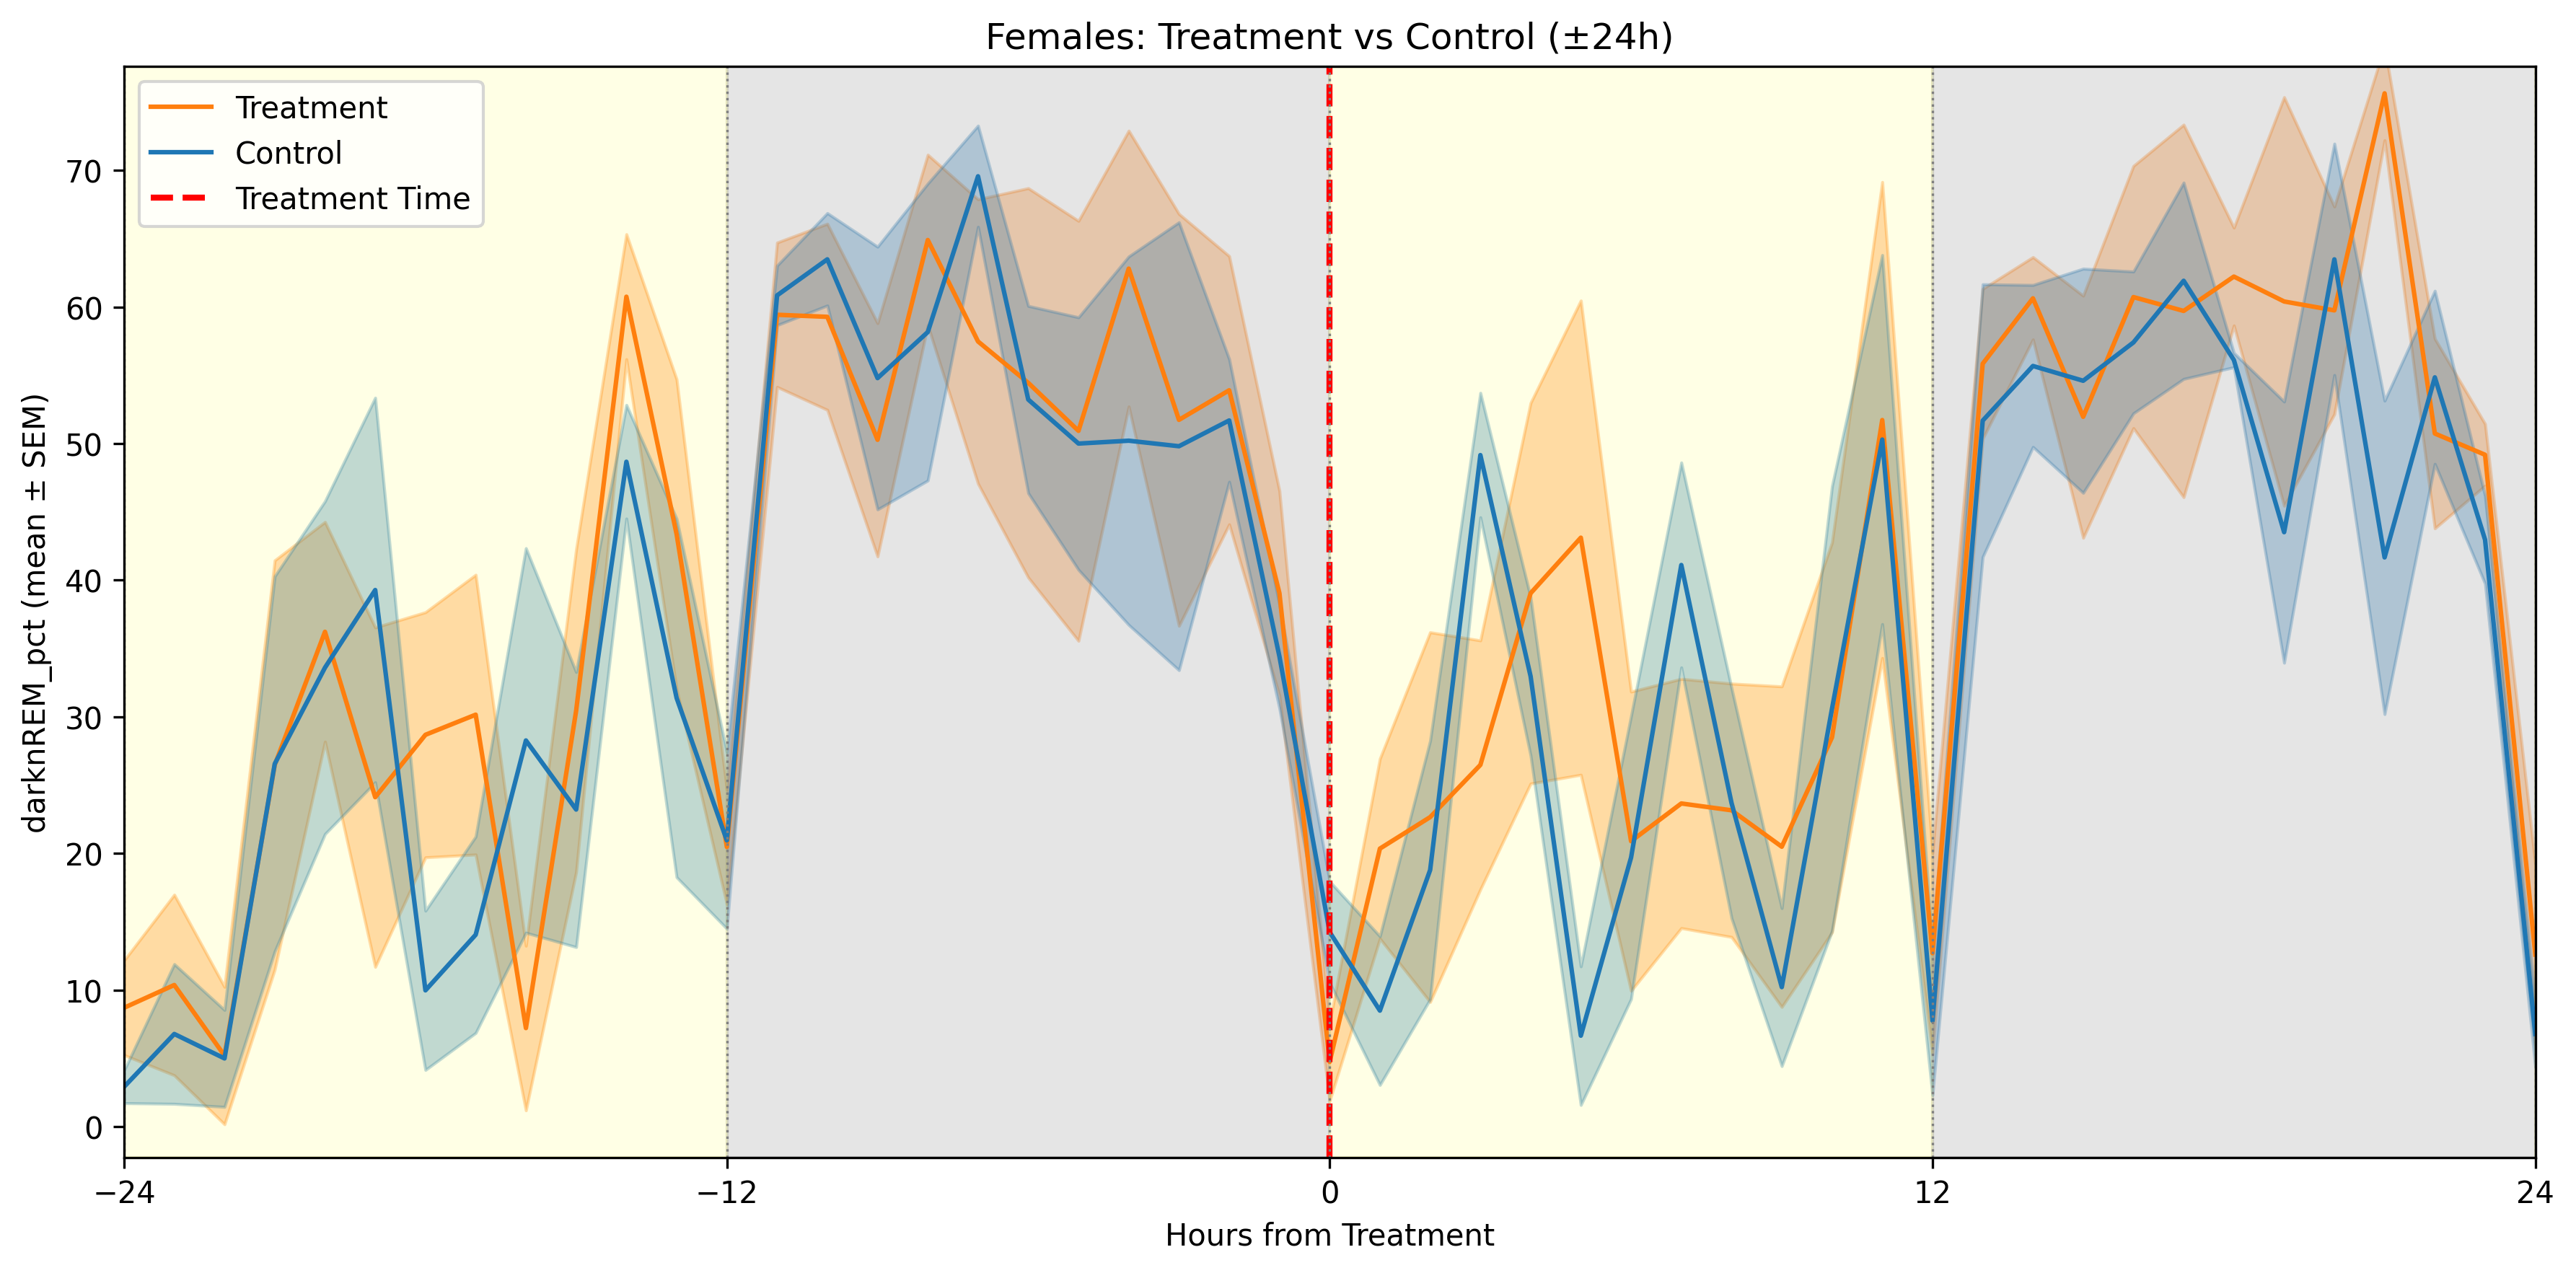 Females: Treatment vs Control (±24h)
Treatment
Control
Treatment Time
darknREM_pct (mean ± SEM)
70
60
50
40
30
20
10
0
−24
−12
0
12
24
Hours from Treatment